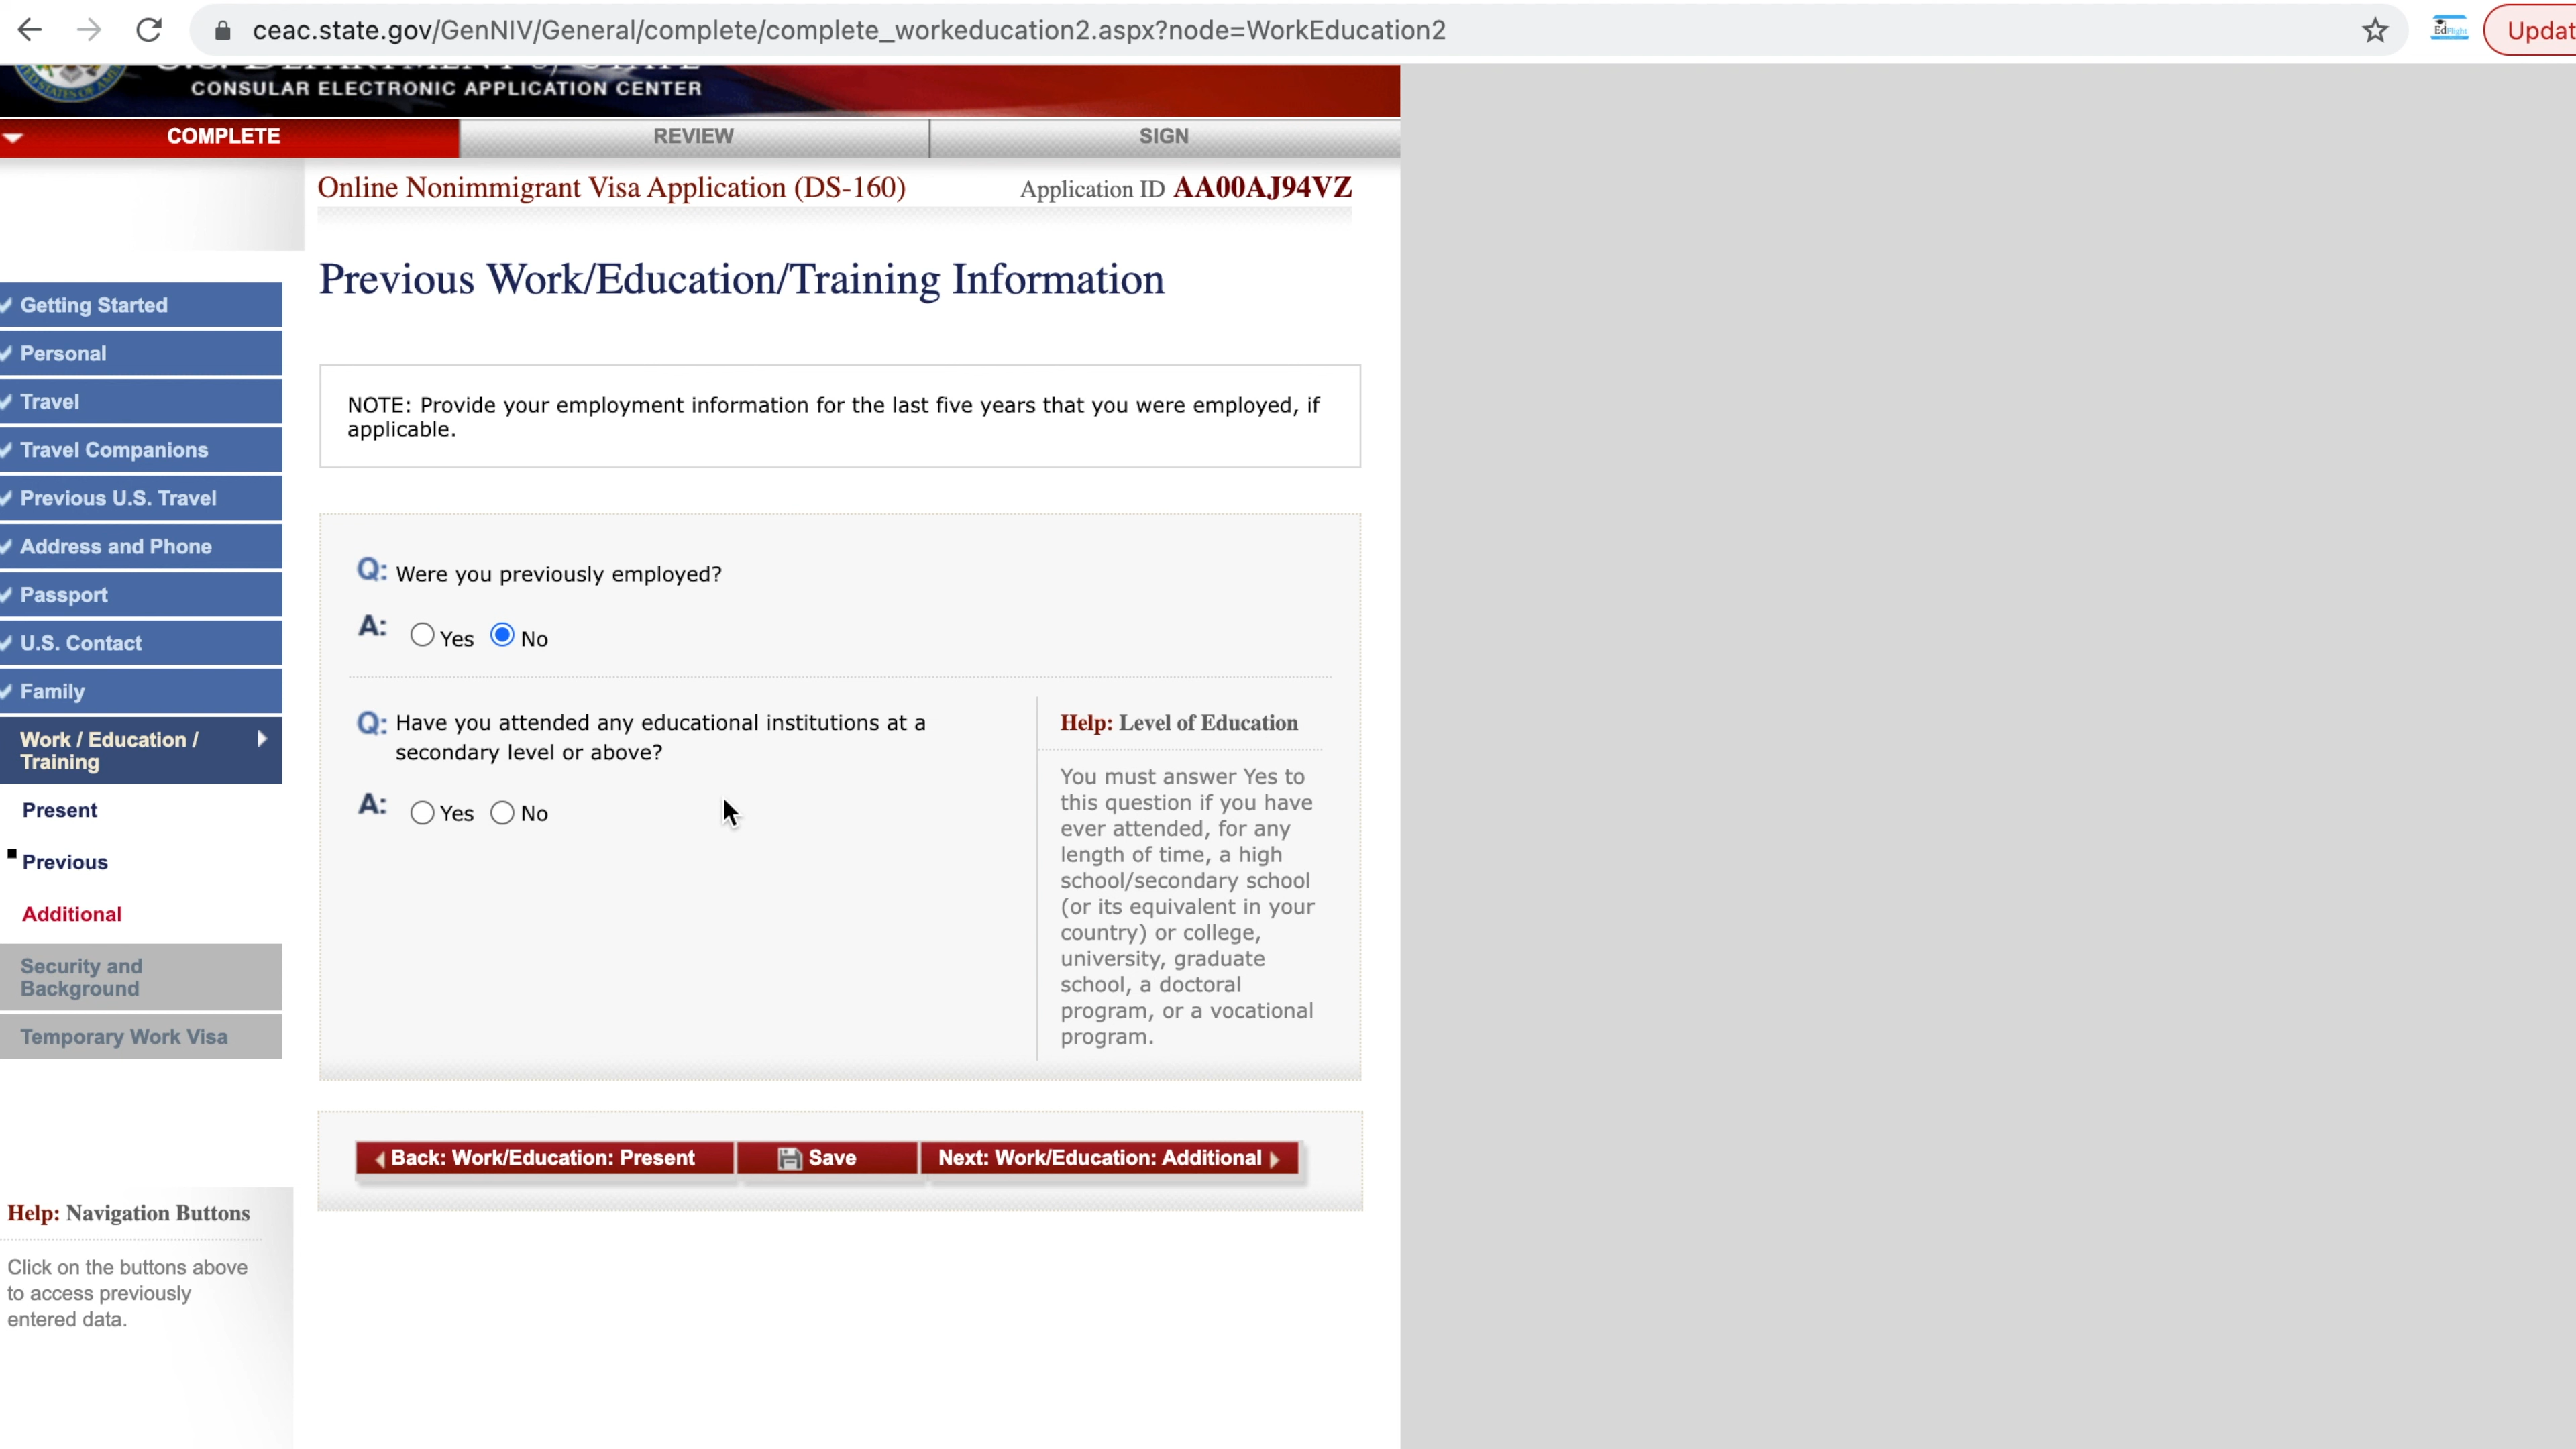 ceac.state.gov/GenNIV/General/complete/complete_workeducation2.aspx?node=WorkEducation2
Updat
CONSULAR ELECTRONIC APPLICATION CENTER
COMPLETE
REVIEW
SIGN
Online Nonimmigrant Visa Application (DS-160)
Application ID AA00AJ94VZ
Previous Work/Education/Training Information
Getting Started
Personal
Travel
Travel Companions
Previous U.S. Travel
Address and Phone
Passport
U.S. Contact
Family
Work / Education /
Training
Present
Previous
Additional
Security and
Background
Temporary Work Visa
NOTE: Provide your employment information for the last five years that you were employed, if
applicable.
Q: Were you previously employed?
A: Yes No
Q: Have you attended any educational institutions at a
secondary level or above?
A: Yes No
Help: Level of Education
You must answer Yes to
this question if you have
ever attended, for any
length of time, a high
school/secondary school
(or its equivalent in your
country) or college,
university, graduate
school, a doctoral
program, or a vocational
program.
Back: Work/Education: Present
Save
Next: Work/Education: Additional
Help: Navigation Buttons
Click on the buttons above
to access previously
entered data.